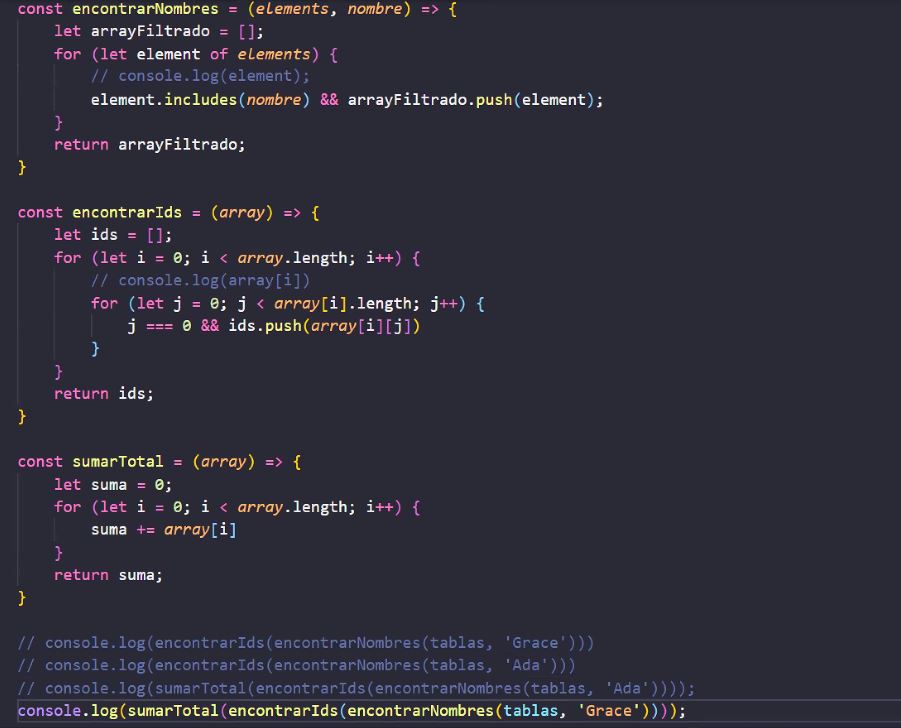 const encontrarNombres = (elements, nombre) => {
    let arrayFiltrado = [];
    for (let element of elements) {
        // console.log(element);
        element.includes(nombre) && arrayFiltrado.push(element);
    }
    return arrayFiltrado;
}

const encontrarIds = (array) => {
    let ids = [];
    for (let i = 0; i < array.length; i++) {
        // console.log(array[i])
        for (let j = 0; j < array[i].length; j++) {
            j === 0 && ids.push(array[i][j])
        }
    }
    return ids;
}

const sumarTotal = (array) => {
    let suma = 0;
    for (let i = 0; i < array.length; i++) {
        suma += array[i]
    }
    return suma;
}

// console.log(encontrarIds(encontrarNombres(tablas, 'Grace')))
// console.log(encontrarIds(encontrarNombres(tablas, 'Ada')))
// console.log(sumarTotal(encontrarIds(encontrarNombres(tablas, 'Ada'))));
console.log(sumarTotal(encontrarIds(encontrarNombres(tablas, 'Grace'))));